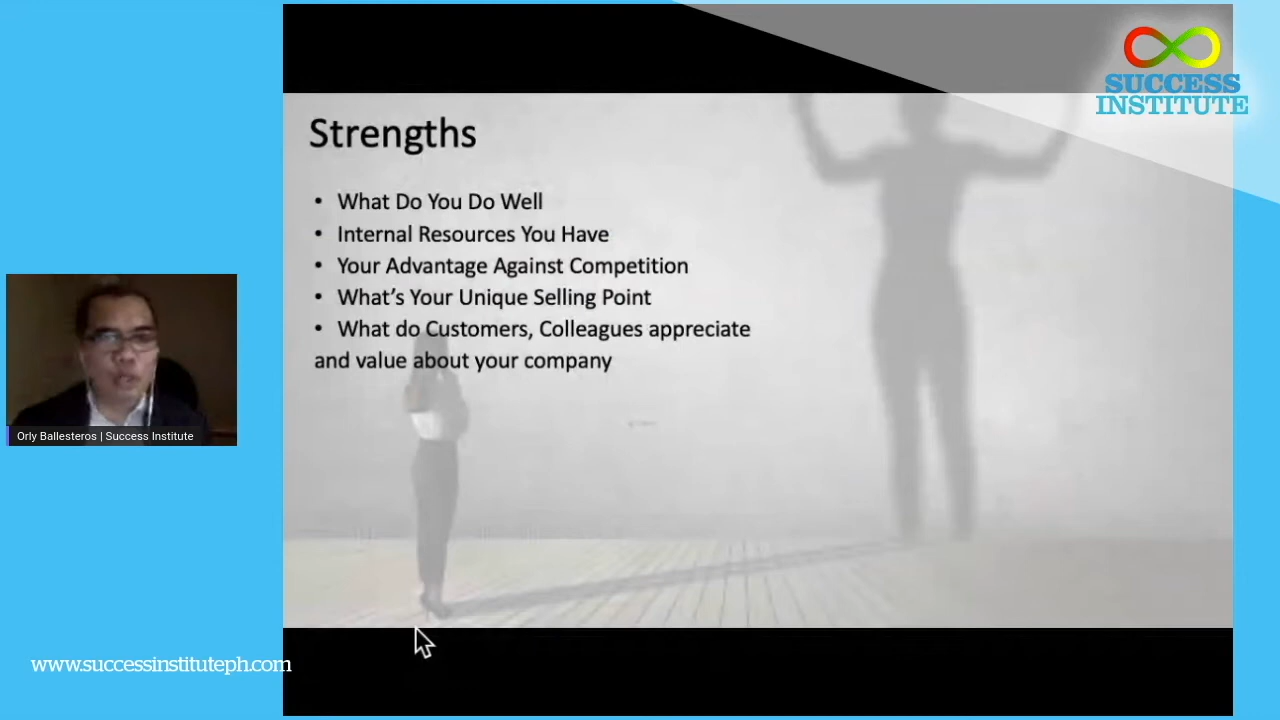 SUCCESS
INSTITUTE
Strengths
• What Do You Do Well
• Internal Resources You Have
• Your Advantage Against Competition
• What's Your Unique Selling Point
• What do Customers, Colleagues appreciate
and value about your company
Orly Ballesteros | Success Institute
www.successinstituteph.com